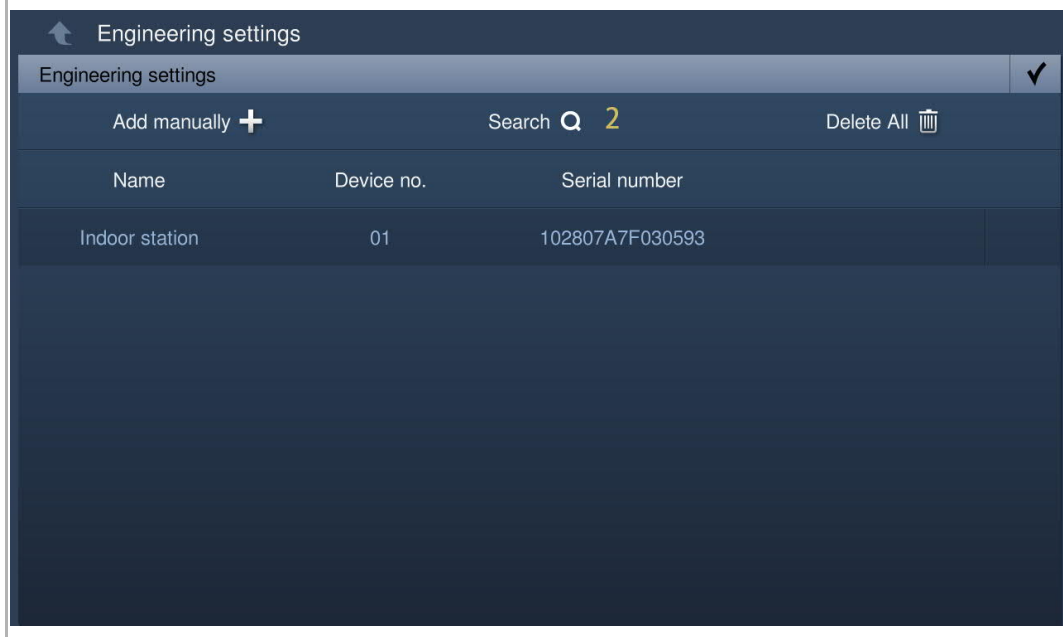 Engineering settings
Engineering settings
Add manually Search 2 Delete All
Name Device no. Serial number
Indoor station 01 102807A7F030593